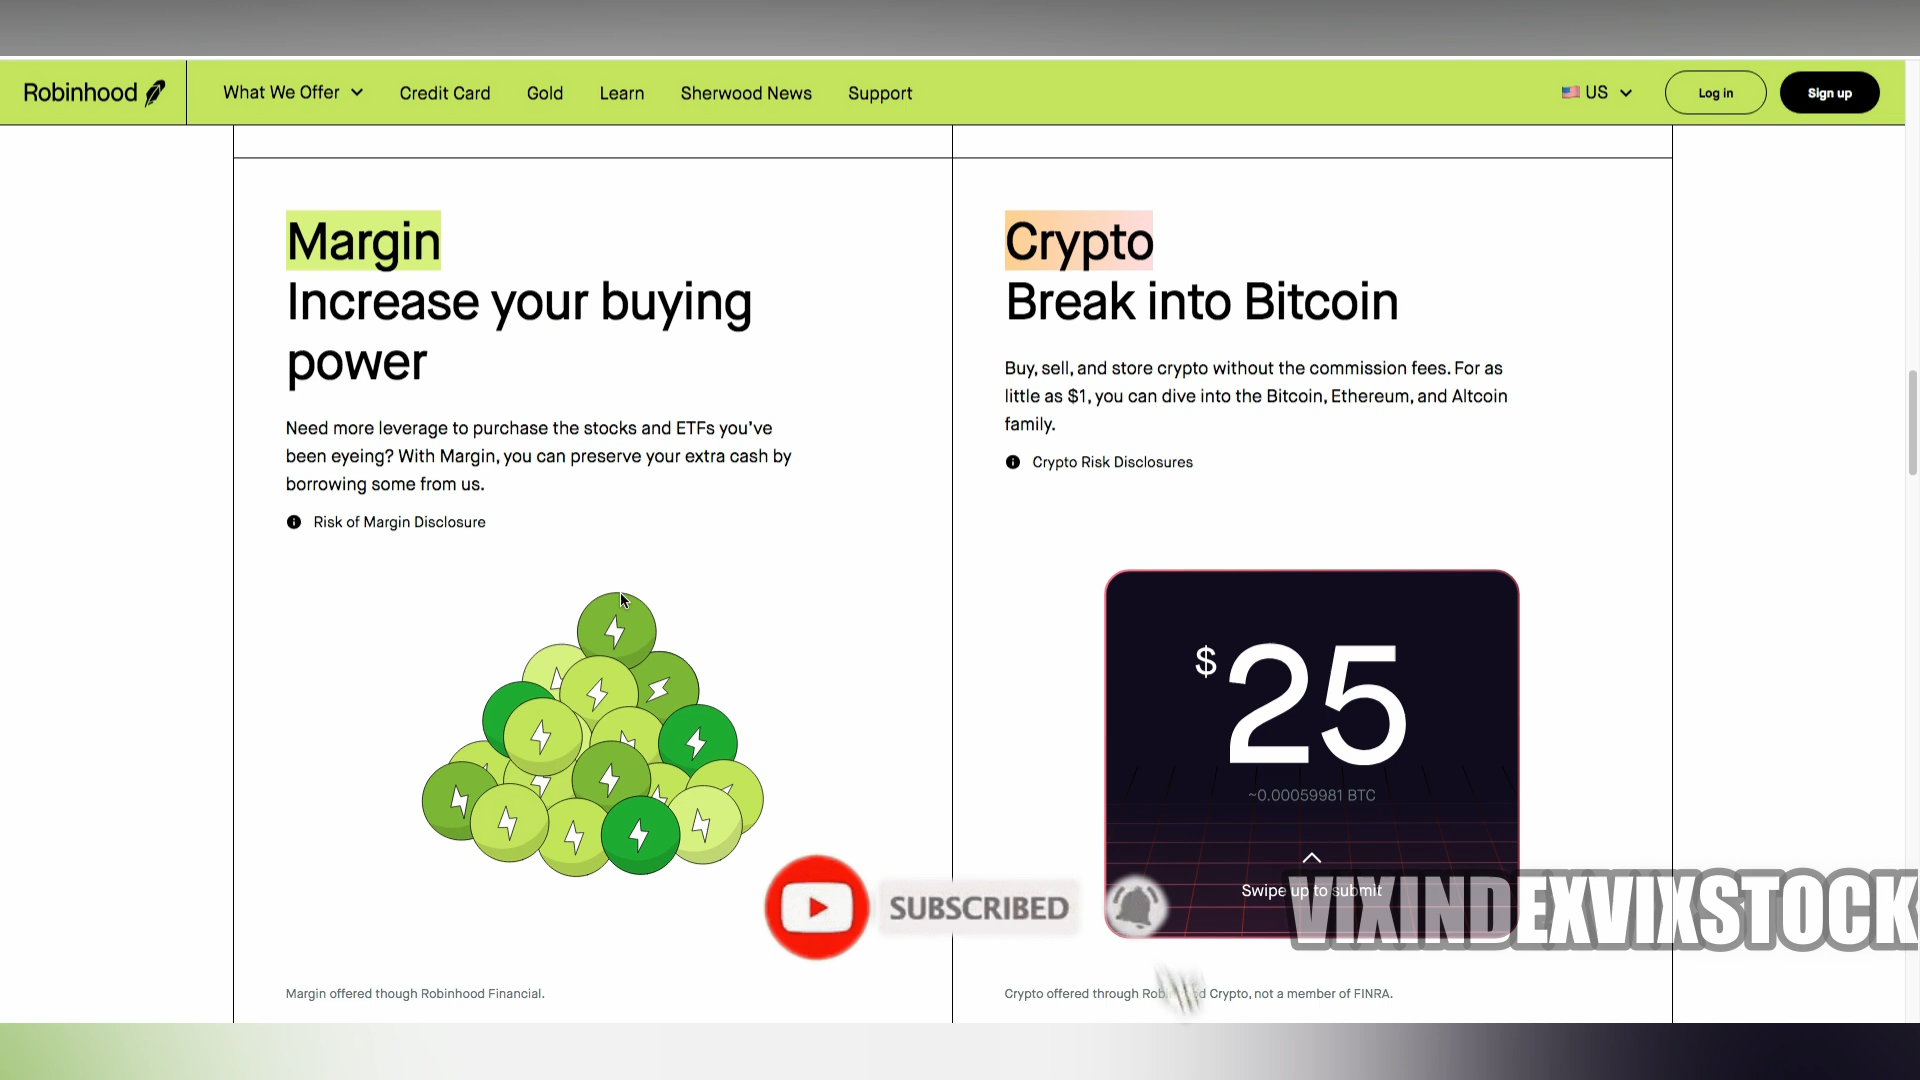 Robinhood
What We Offer
Credit Card
Gold
Learn
Sherwood News
Support
US
Log in
Sign up
Margin
Increase your buying
power
Need more leverage to purchase the stocks and ETFs you've
been eyeing? With Margin, you can preserve your extra cash by
borrowing some from us.
Risk of Margin Disclosure
Margin offered though Robinhood Financial.
Crypto
Break into Bitcoin
Buy, sell, and store crypto without the commission fees. For as
little as $1, you can dive into the Bitcoin, Ethereum, and Altcoin
family.
Crypto Risk Disclosures
$25
~0.00059981 BTC
Swipe up to submit
SUBSCRIBED
VIXINDEXVIXSTOCK
Crypto offered through Crypto, not a member of FINRA.